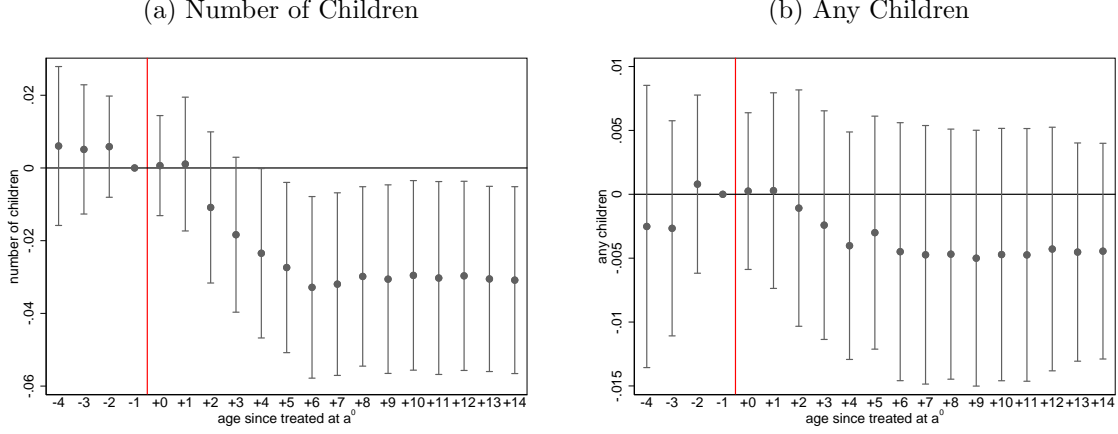 (a) Number of Children
(b) Any Children
number of children
.02
0
-.02
-.04
-.06
-4 -3 -2 -1 +0 +1 +2 +3 +4 +5 +6 +7 +8 +9 +10 +11 +12 +13 +14
age since treated at a⁰
any children
.01
.005
0
-.005
-.01
-.015
-4 -3 -2 -1 +0 +1 +2 +3 +4 +5 +6 +7 +8 +9 +10 +11 +12 +13 +14
age since treated at a⁰